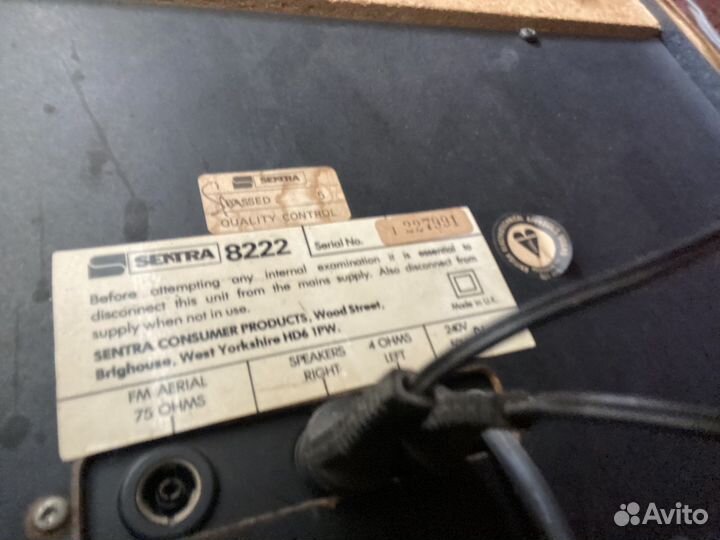 SENTRA
PASSED
QUALITY CONTROL
SENTRA 8222 Serial No. 227991
Before attempting any internal examination it is essential to
disconnect this unit from the mains supply. Also disconnect from
supply when not in use.
Made in U.K.
SENTRA CONSUMER PRODUCTS, Wood Street,
Brighouse, West Yorkshire HD6 1PW.
FM AERIAL
75 OHMS
SPEAKERS
RIGHT
4 OHMS
LEFT
240V
Avito